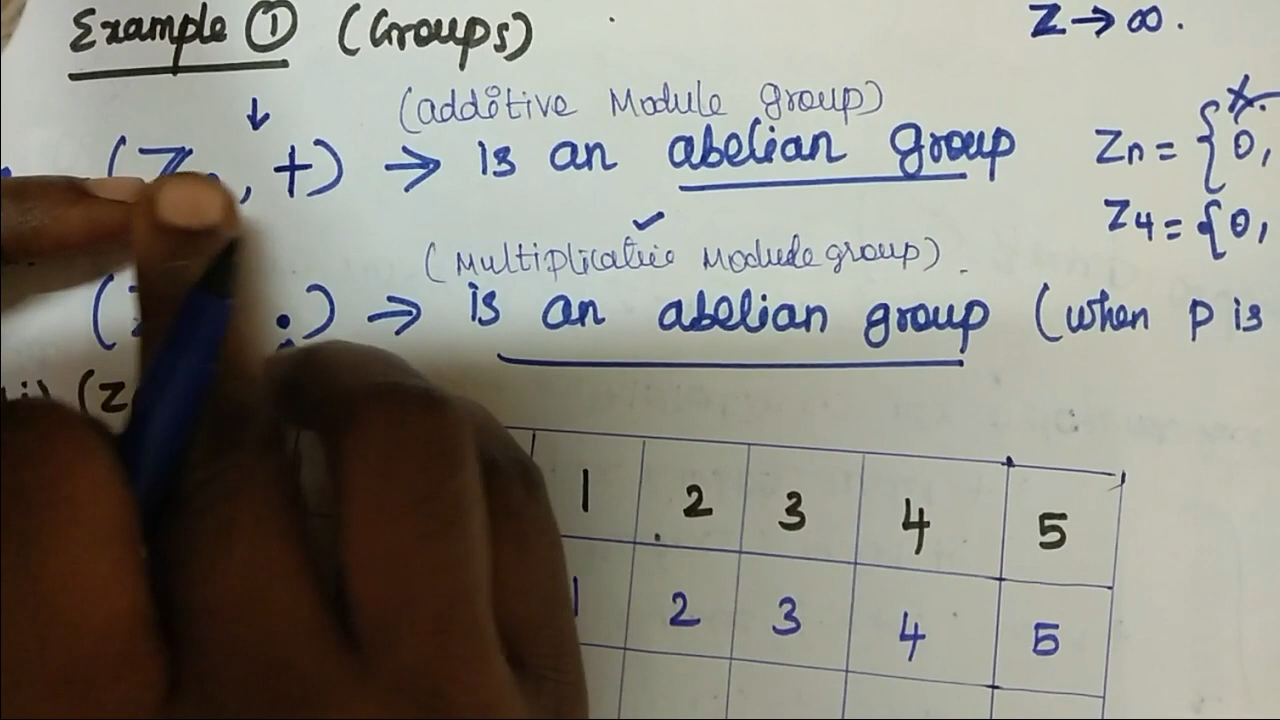 Example ① (Groups)
Z → ∞.
(additive Module group)
(Z , +) → is an abelian group
Zn = { 0,
Z4 = { 0,
(Multiplicative Module group).
( .) → is an abelian group (when p is
(Z
1 2 3 4 5
1 2 3 4 5